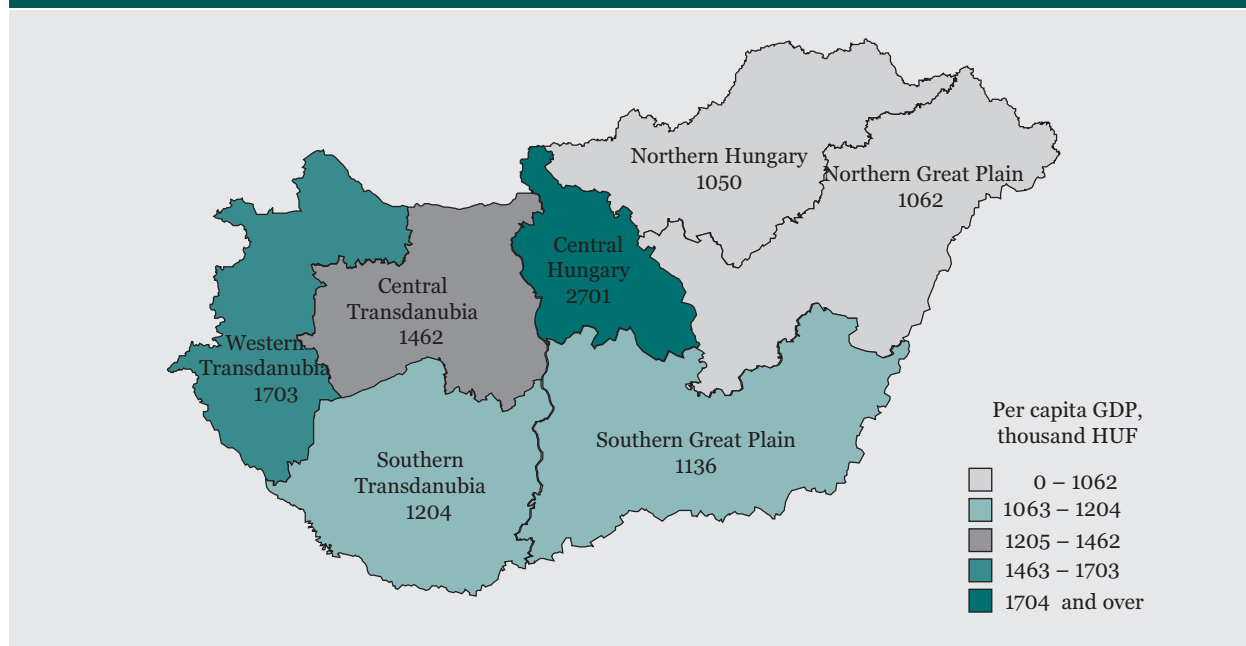 Northern Hungary
1050
Northern Great Plain
1062
Central
Hungary
2701
Central
Transdanubia
1462
Western
Transdanubia
1703
Southern Great Plain
1136
Southern
Transdanubia
1204
Per capita GDP,
thousand HUF
0 – 1062
1063 – 1204
1205 – 1462
1463 – 1703
1704 and over